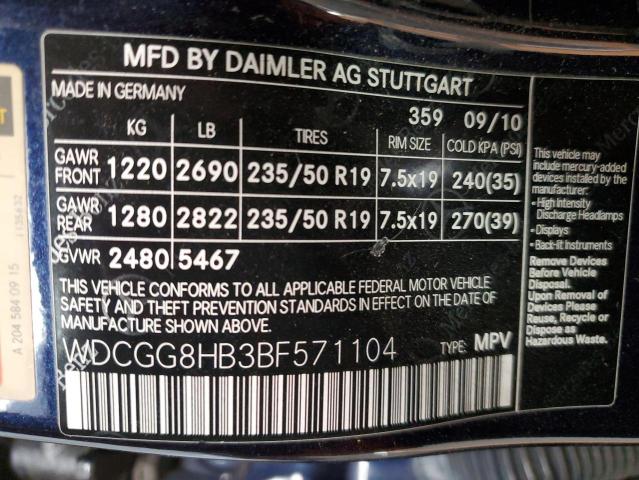 MFD BY DAIMLER AG STUTTGART
MADE IN GERMANY
359 09/10
KG LB TIRES RIM SIZE COLD KPA (PSI)
GAWR FRONT 1220 2690 235/50 R19 7.5x19 240(35)
GAWR REAR 1280 2822 235/50 R19 7.5x19 270(39)
GVWR 2480 5467
THIS VEHICLE CONFORMS TO ALL APPLICABLE FEDERAL MOTOR VEHICLE
SAFETY AND THEFT PREVENTION STANDARDS IN EFFECT ON THE DATE
OF MANUFACTURE SHOWN ABOVE.
WDCGG8HB3BF571104 TYPE: MPV
This vehicle may
include mercury-added
devices installed by the
manufacturer:
- High Intensity
Discharge Headlamps
- Displays
- Back-lit Instruments
Remove Devices
Before Vehicle
Disposal.
Upon Removal of
Devices Please
Reuse, Recycle or
Dispose as
Hazardous Waste.
A 204 584 09 15